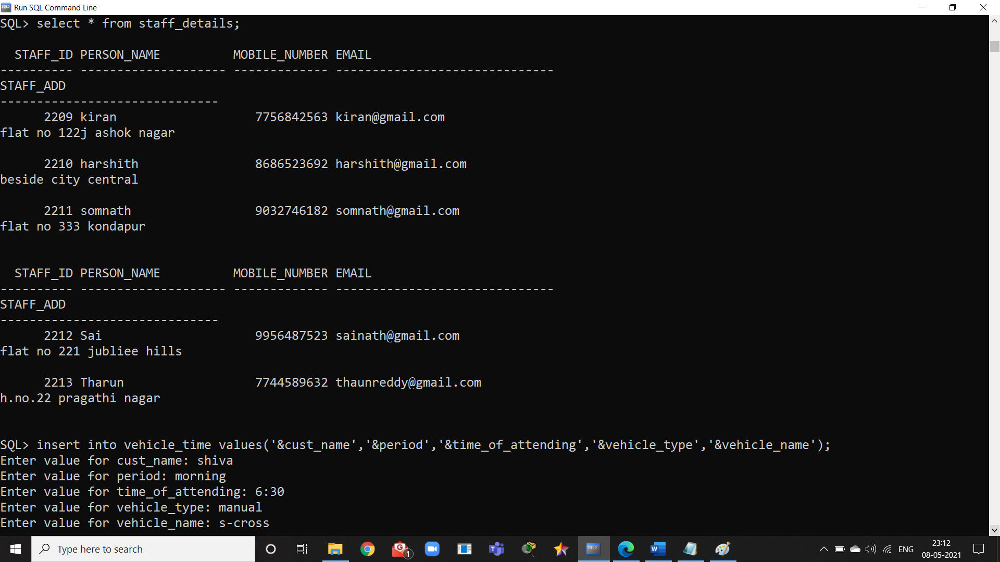 Run SQL Command Line
SQL> select * from staff_details;
  STAFF_ID PERSON_NAME          MOBILE_NUMBER EMAIL
---------- -------------------- ------------- ------------------------------
STAFF_ADD
------------------------------
      2209 kiran                   7756842563 kiran@gmail.com
flat no 122j ashok nagar
      2210 harshith                8686523692 harshith@gmail.com
beside city central
      2211 somnath                 9032746182 somnath@gmail.com
flat no 333 kondapur
  STAFF_ID PERSON_NAME          MOBILE_NUMBER EMAIL
---------- -------------------- ------------- ------------------------------
STAFF_ADD
------------------------------
      2212 Sai                     9956487523 sainath@gmail.com
flat no 221 jubliee hills
      2213 Tharun                  7744589632 thaunreddy@gmail.com
h.no.22 pragathi nagar
SQL> insert into vehicle_time values('&cust_name','&period','&time_of_attending','&vehicle_type','&vehicle_name');
Enter value for cust_name: shiva
Enter value for period: morning
Enter value for time_of_attending: 6:30
Enter value for vehicle_type: manual
Enter value for vehicle_name: s-cross
Type here to search
1
ENG
23:12
08-05-2021